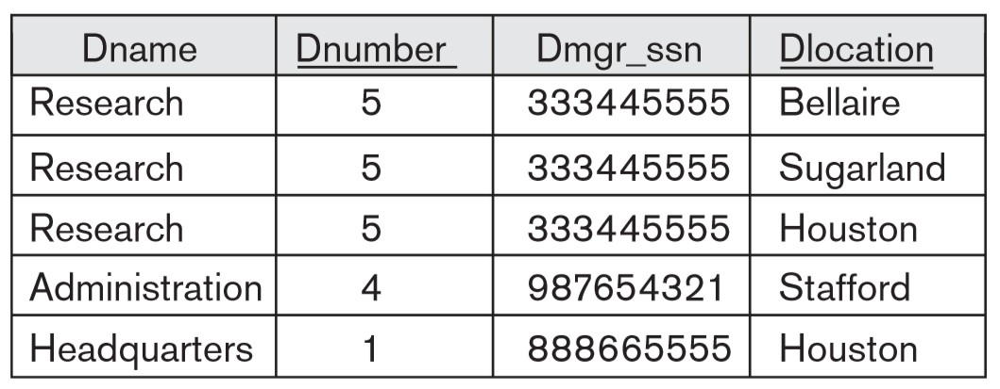 Dname Dnumber Dmgr_ssn Dlocation
Research 5 333445555 Bellaire
Research 5 333445555 Sugarland
Research 5 333445555 Houston
Administration 4 987654321 Stafford
Headquarters 1 888665555 Houston